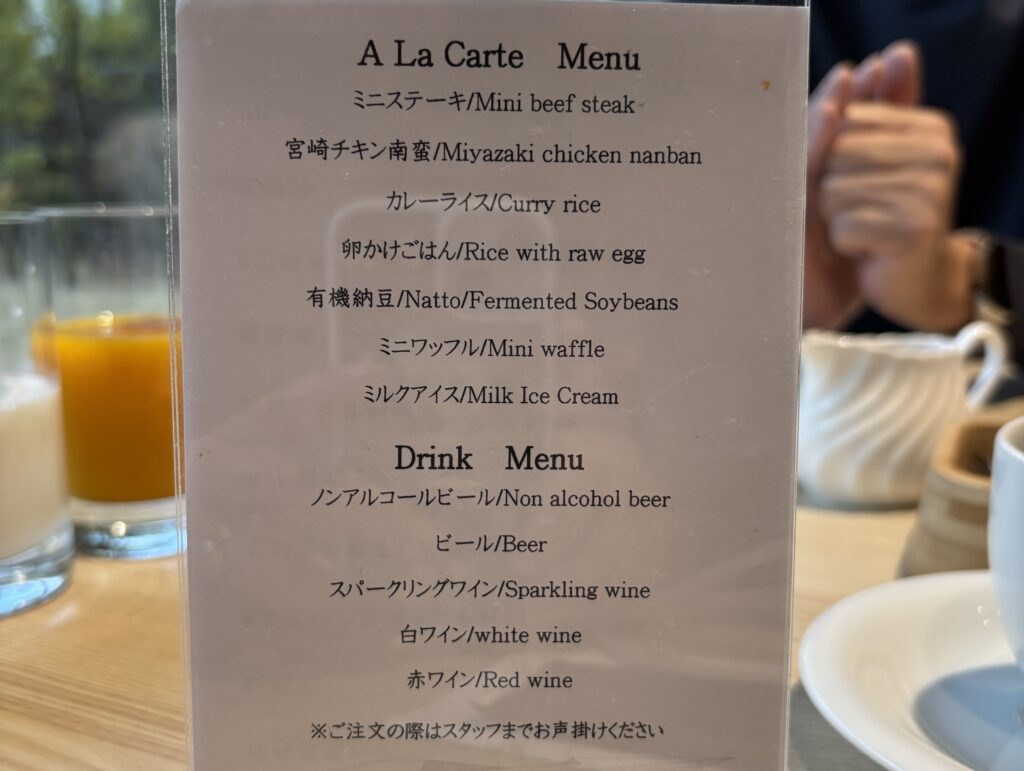 A La Carte Menu
ミニステーキ/Mini beef steak
宮崎チキン南蛮/Miyazaki chicken nanban
カレーライス/Curry rice
卵かけごはん/Rice with raw egg
有機納豆/Natto/Fermented Soybeans
ミニワッフル/Mini waffle
ミルクアイス/Milk Ice Cream
Drink Menu
ノンアルコールビール/Non alcohol beer
ビール/Beer
スパークリングワイン/Sparkling wine
白ワイン/white wine
赤ワイン/Red wine
※ご注文の際はスタッフまでお声掛けください